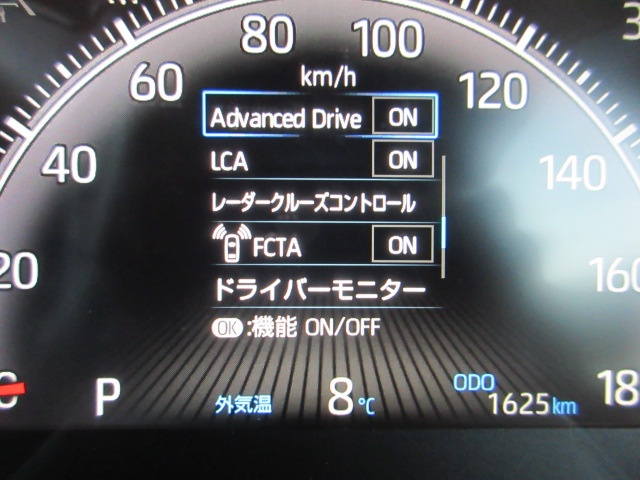 80 100
km/h
60 120
Advanced Drive ON
LCA ON
40 140
レーダークルーズコントロール
FCTA ON
20 160
ドライバーモニター
OK:機能 ON/OFF
P 外気温 8℃ ODO 1625km 18